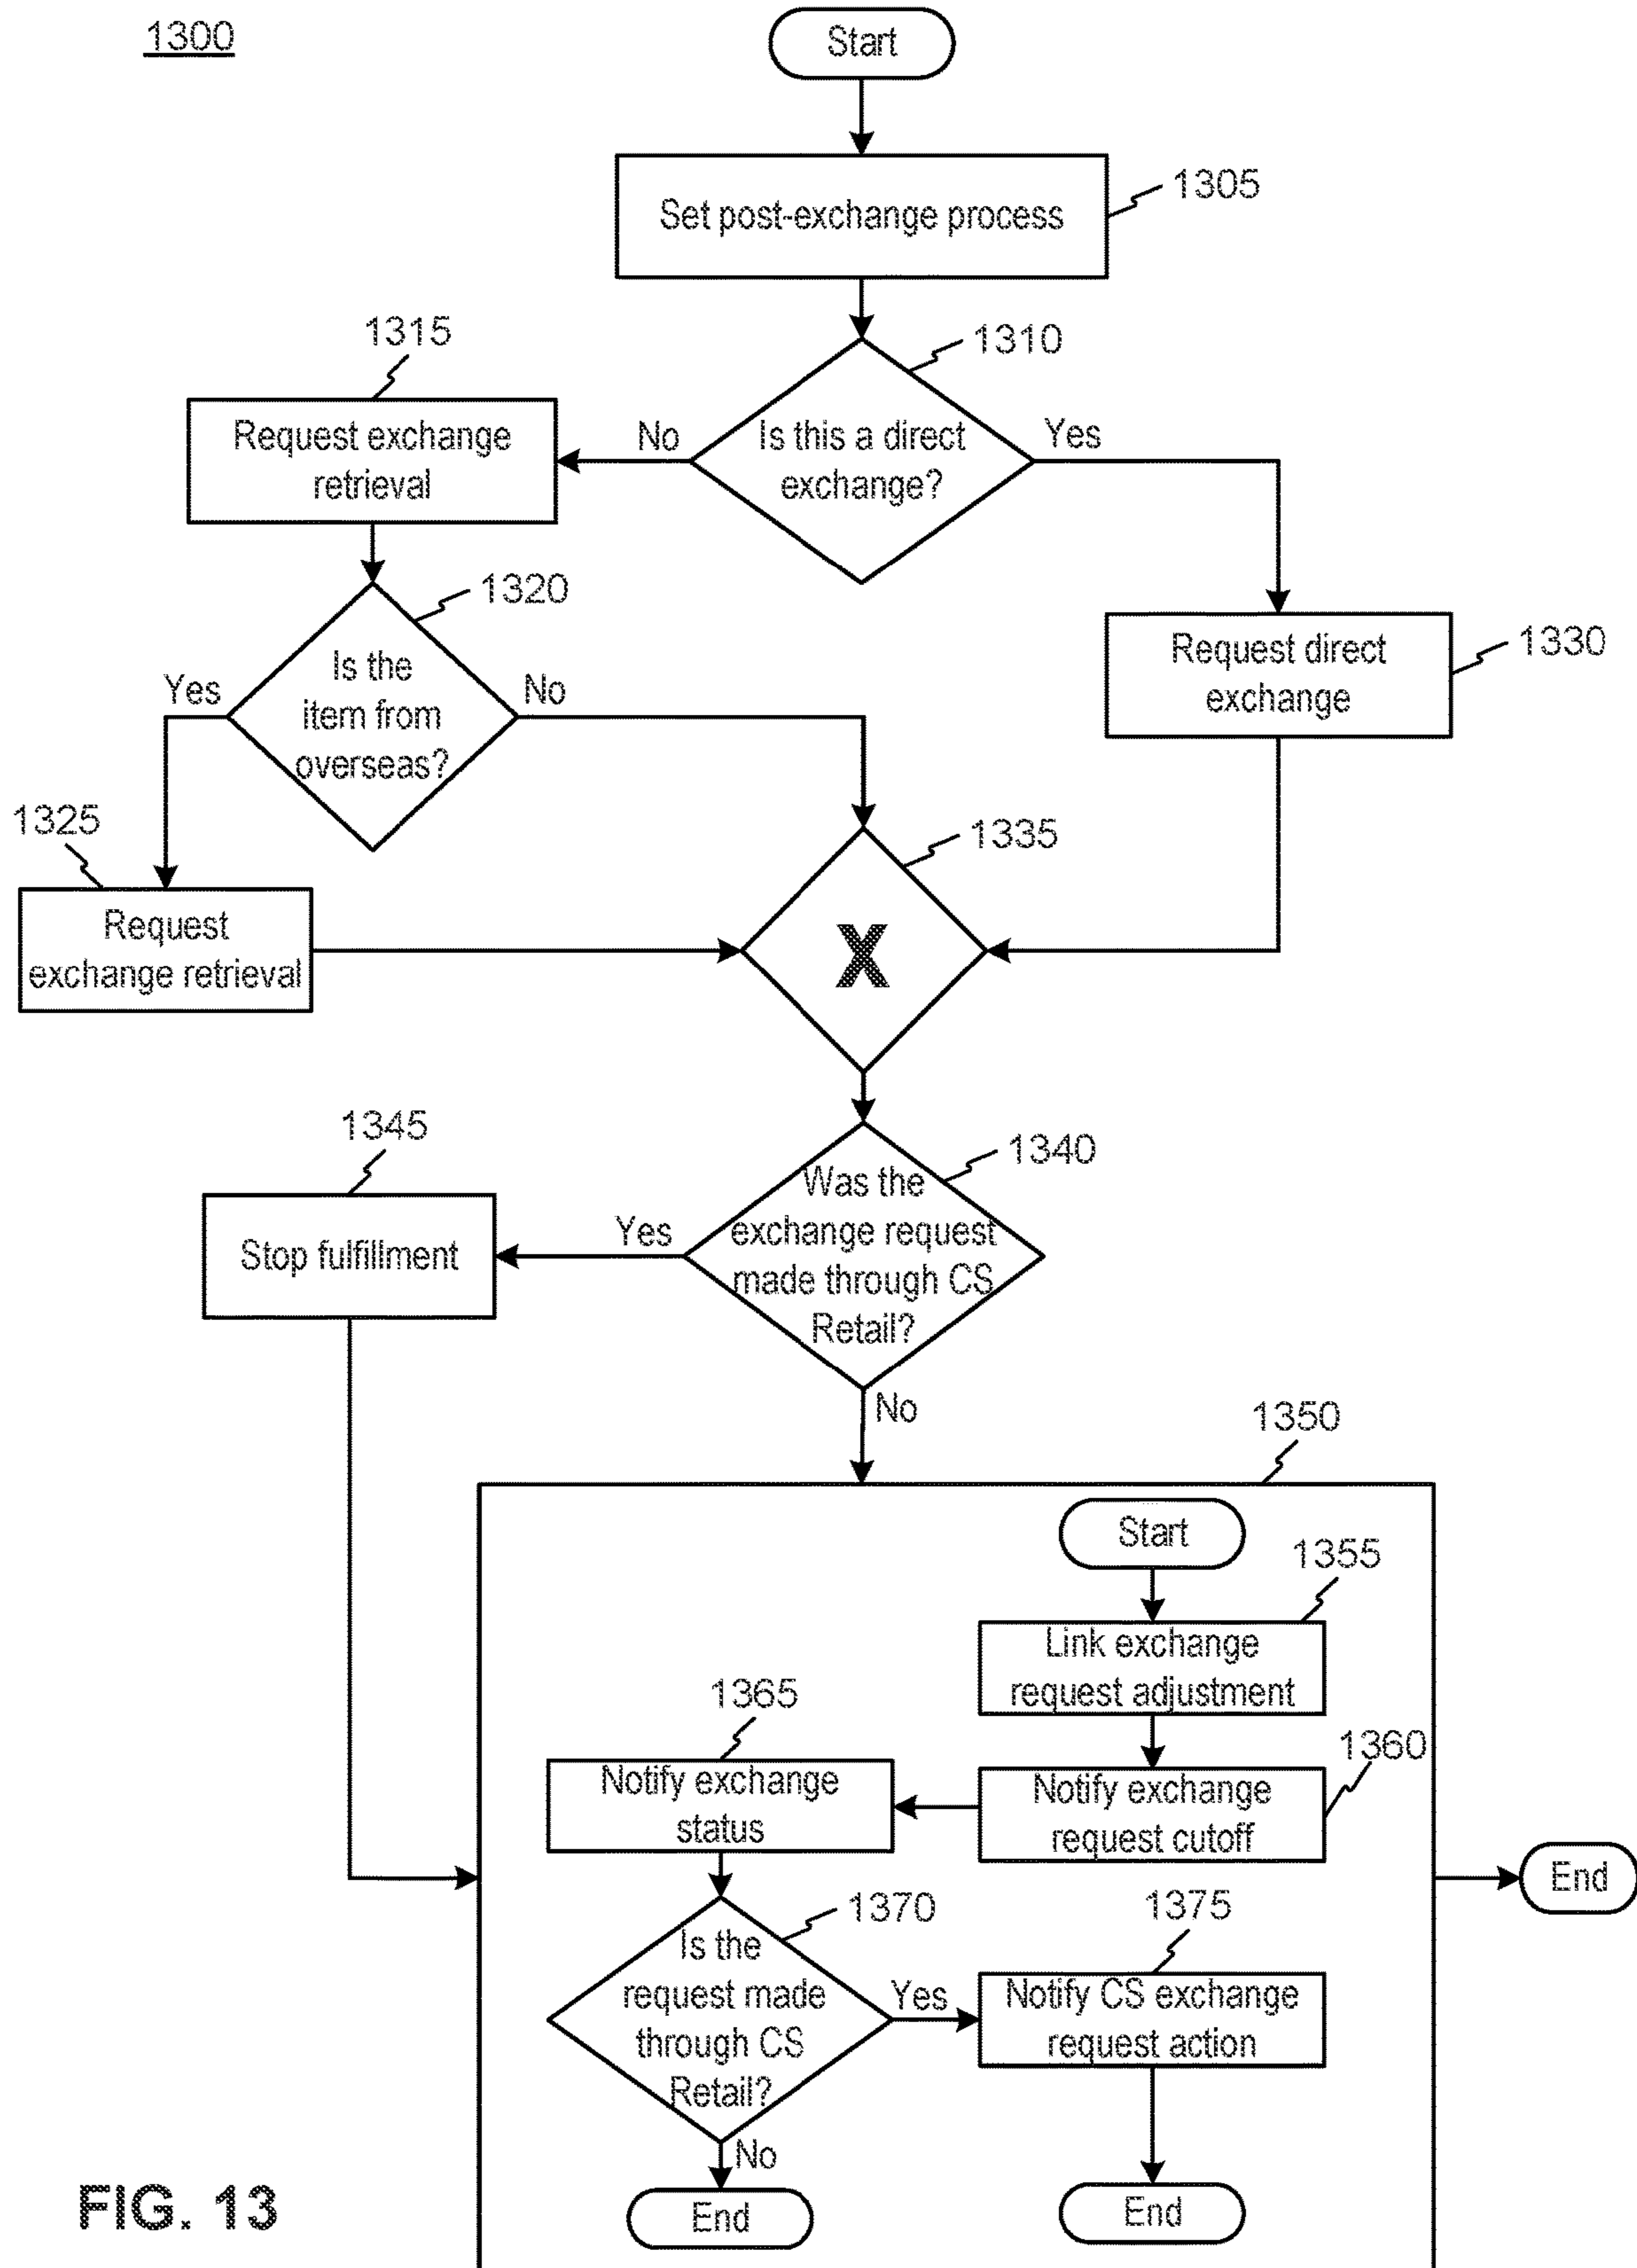 1300
Start
Set post-exchange process
1305
1310
Is this a direct
exchange?
No
Yes
1315
Request exchange
retrieval
1320
Is the
item from
overseas?
Yes
No
1330
Request direct
exchange
1325
Request
exchange retrieval
1335
X
1340
Was the
exchange request
made through CS
Retail?
Yes
No
1345
Stop fulfillment
1350
Start
1355
Link exchange
request adjustment
1360
Notify exchange
request cutoff
1365
Notify exchange
status
1370
Is the
request made
through CS
Retail?
Yes
No
1375
Notify CS exchange
request action
End
End
End
FIG. 13